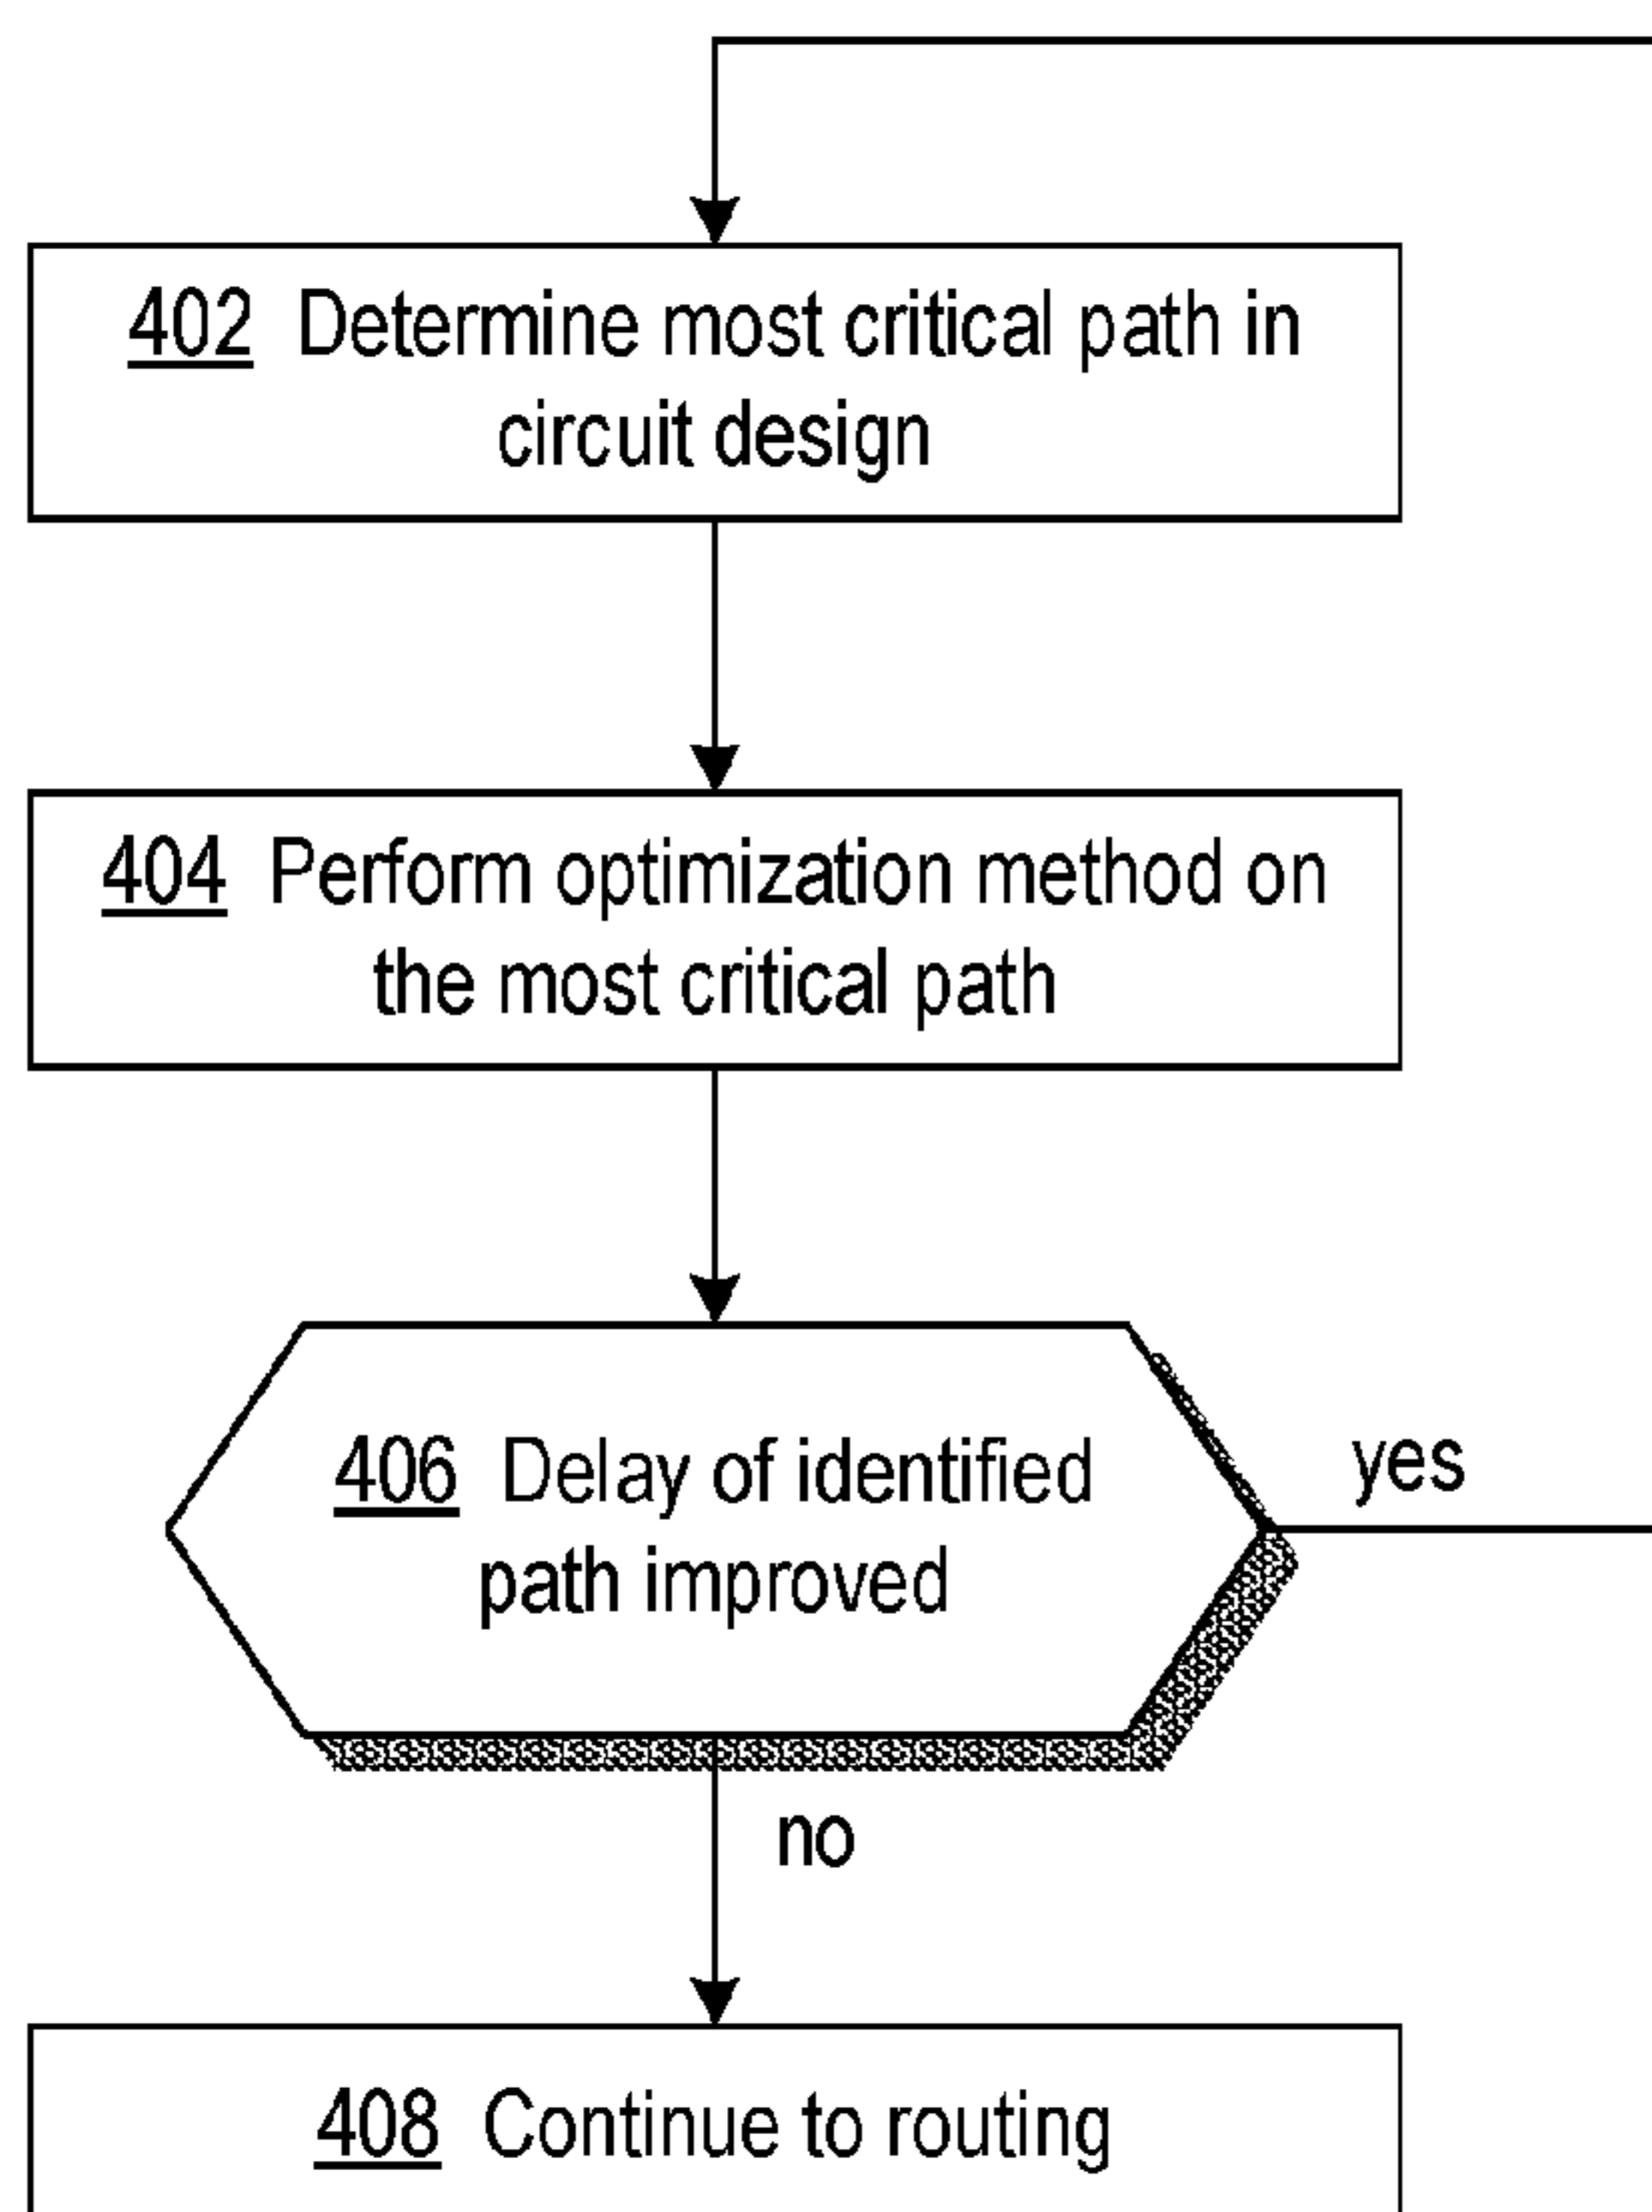 402 Determine most critical path in
circuit design
404 Perform optimization method on
the most critical path
406 Delay of identified
path improved
yes
no
408 Continue to routing